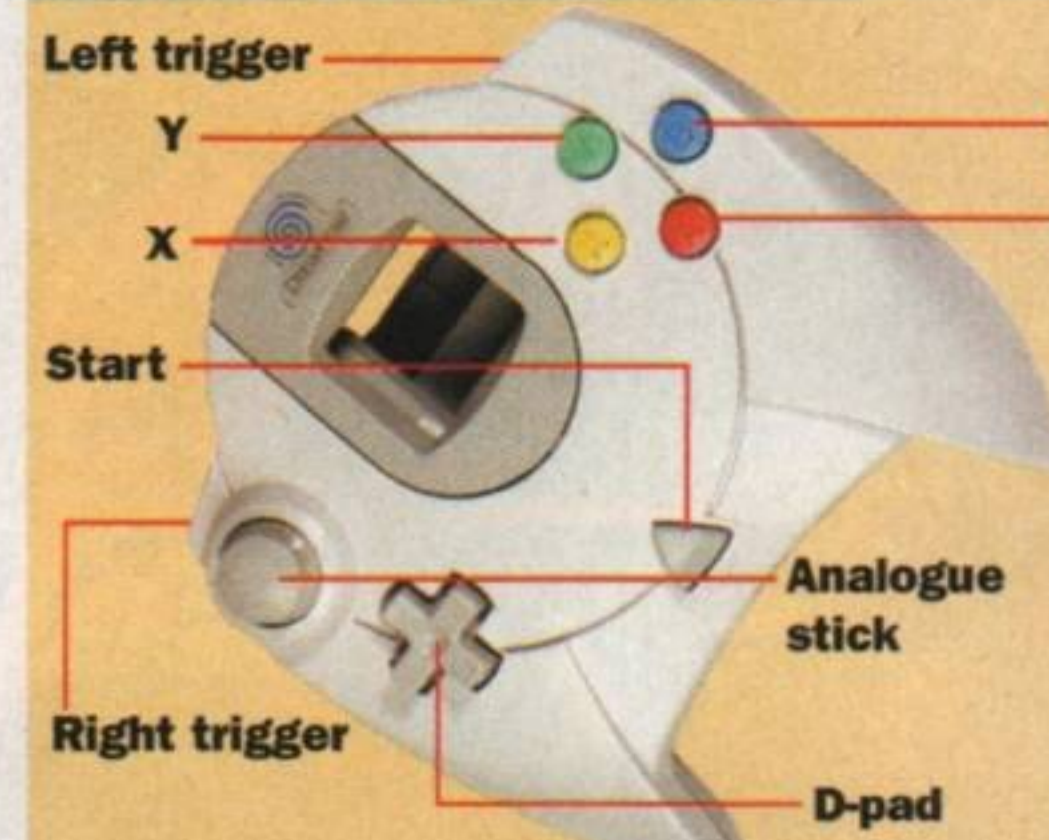 Left trigger
Y
X
Start
Analogue
stick
Right trigger
D-pad